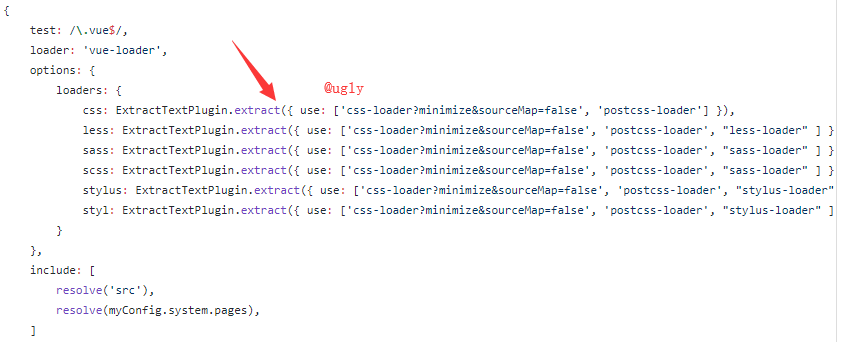 {
    test: /\.vue$/,
    loader: 'vue-loader',
    options: {
@ugly
        loaders: {
            css: ExtractTextPlugin.extract({ use: ['css-loader?minimize&sourceMap=false', 'postcss-loader'] }),
            less: ExtractTextPlugin.extract({ use: ['css-loader?minimize&sourceMap=false', 'postcss-loader', "less-loader" ] }
            sass: ExtractTextPlugin.extract({ use: ['css-loader?minimize&sourceMap=false', 'postcss-loader', "sass-loader" ] }
            scss: ExtractTextPlugin.extract({ use: ['css-loader?minimize&sourceMap=false', 'postcss-loader', "sass-loader" ] }
            stylus: ExtractTextPlugin.extract({ use: ['css-loader?minimize&sourceMap=false', 'postcss-loader', "stylus-loader"
            styl: ExtractTextPlugin.extract({ use: ['css-loader?minimize&sourceMap=false', 'postcss-loader', "stylus-loader" ]
        }
    },
    include: [
        resolve('src'),
        resolve(myConfig.system.pages),
    ]